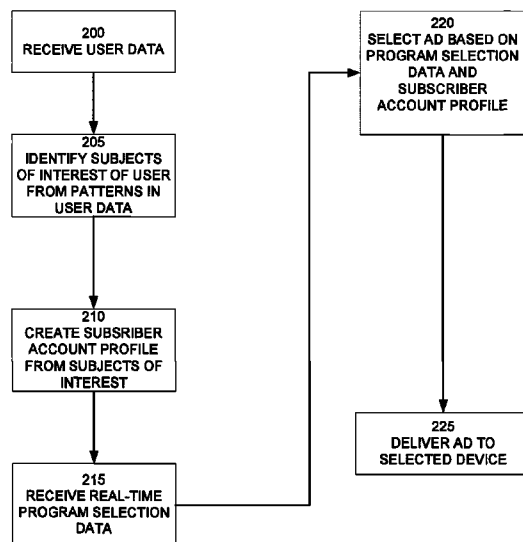 200
RECEIVE USER DATA
205
IDENTIFY SUBJECTS
OF INTEREST OF USER
FROM PATTERNS IN
USER DATA
210
CREATE SUBSRIBER
ACCOUNT PROFILE
FROM SUBJECTS OF
INTEREST
215
RECEIVE REAL-TIME
PROGRAM SELECTION
DATA
220
SELECT AD BASED ON
PROGRAM SELECTION
DATA AND
SUBSCRIBER
ACCOUNT PROFILE
225
DELIVER AD TO
SELECTED DEVICE